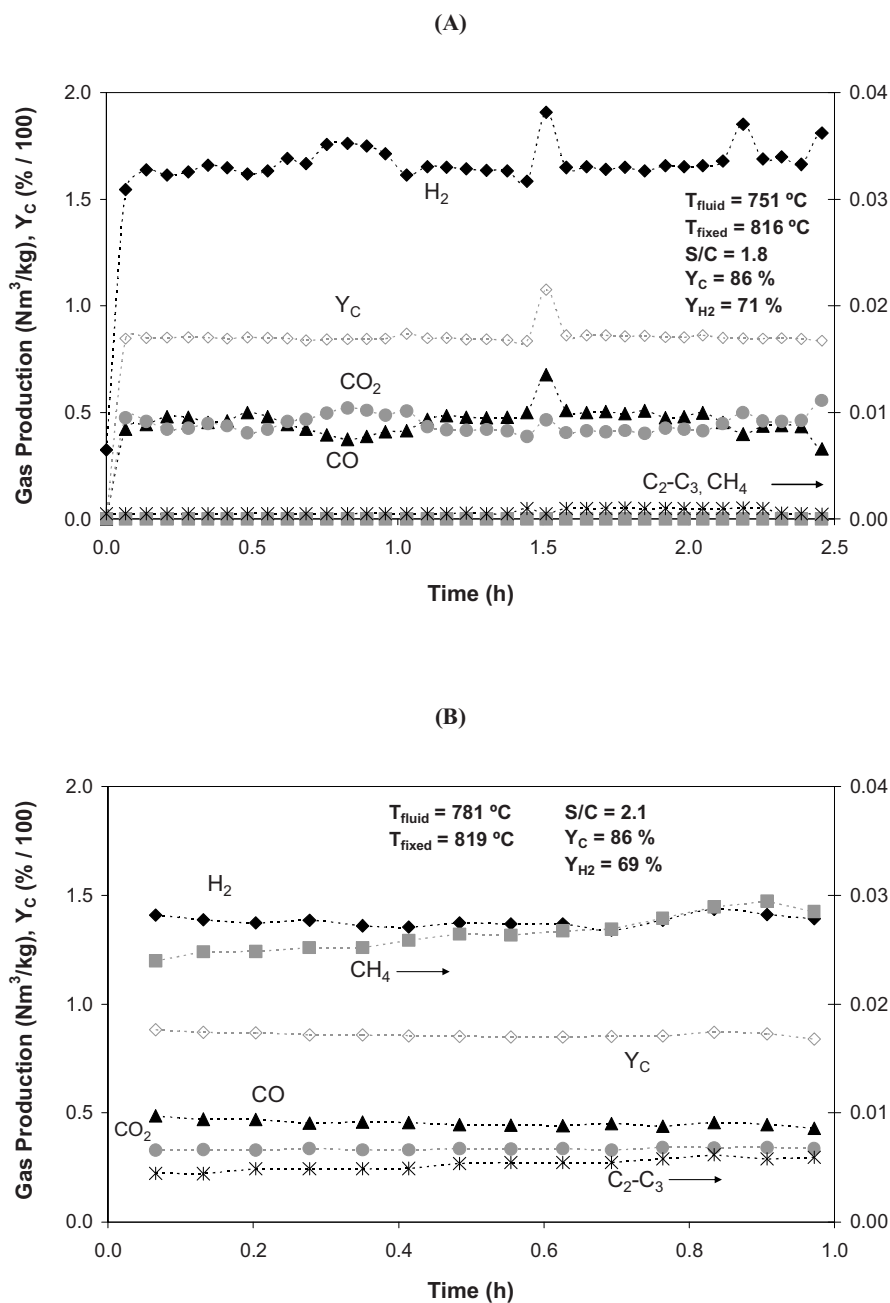 (A)
Gas Production (Nm³/kg), Y_C (% / 100)
2.0
1.5
1.0
0.5
0.0
0.04
0.03
0.02
0.01
0.00
H₂
T_fluid = 751 ºC
T_fixed = 816 ºC
S/C = 1.8
Y_C = 86 %
Y_H2 = 71 %
Y_C
CO₂
CO
C₂-C₃, CH₄
0.0 0.5 1.0 1.5 2.0 2.5
Time (h)
(B)
Gas Production (Nm³/kg), Y_C (% / 100)
2.0
1.5
1.0
0.5
0.0
0.04
0.03
0.02
0.01
0.00
T_fluid = 781 ºC
T_fixed = 819 ºC
S/C = 2.1
Y_C = 86 %
Y_H2 = 69 %
H₂
CH₄
Y_C
CO
CO₂
C₂-C₃
0.0 0.2 0.4 0.6 0.8 1.0
Time (h)